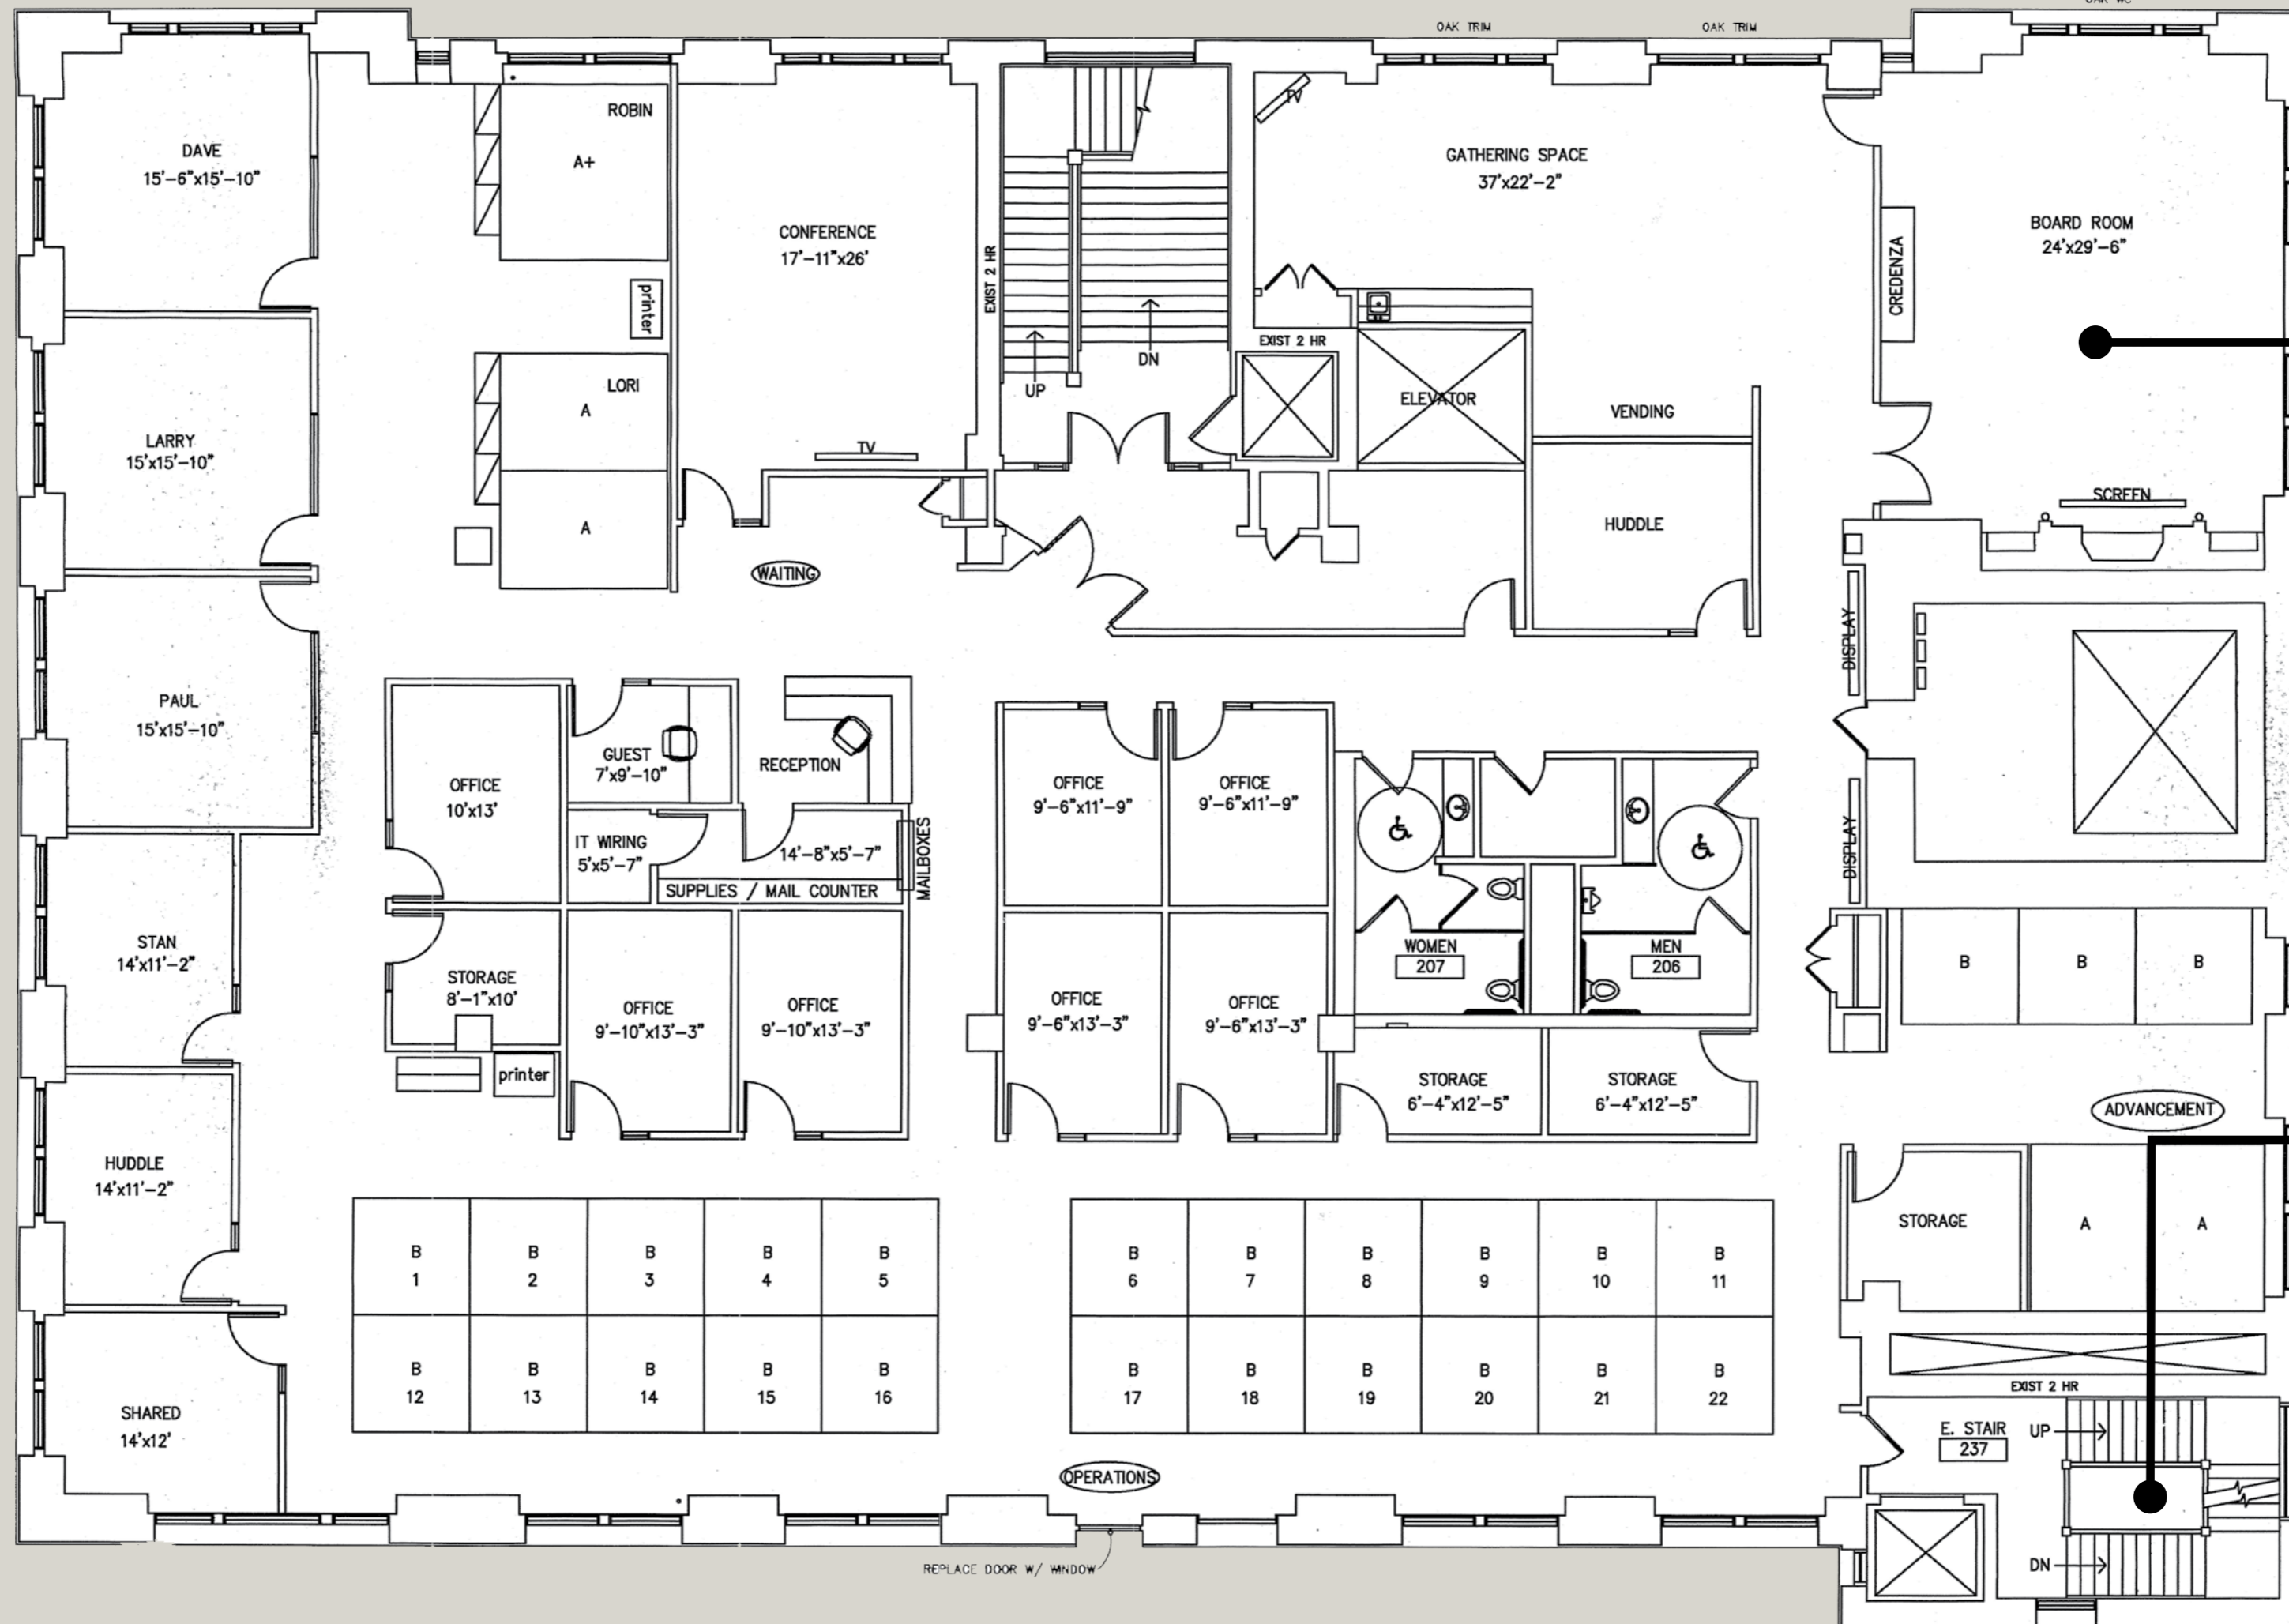 OAK TRIM
OAK TRIM
ROBIN
A+
DAVE
15'-6"x15'-10"
TV
GATHERING SPACE
37'x22'-2"
CONFERENCE
17'-11"x26'
EXIST 2 HR
BOARD ROOM
24'x29'-6"
CREDENZA
printer
EXIST 2 HR
DN
UP
ELEVATOR
VENDING
LORI
A
LARRY
15'x15'-10"
TV
SCREEN
A
HUDDLE
WAITING
DISPLAY
PAUL
15'x15'-10"
GUEST
7'x9'-10"
RECEPTION
OFFICE
10'x13'
OFFICE
9'-6"x11'-9"
OFFICE
9'-6"x11'-9"
IT WIRING
5'x5'-7"
14'-8"x5'-7"
MAILBOXES
DISPLAY
SUPPLIES / MAIL COUNTER
STAN
14'x11'-2"
WOMEN
207
MEN
206
B
B
B
STORAGE
8'-1"x10'
OFFICE
9'-10"x13'-3"
OFFICE
9'-10"x13'-3"
OFFICE
9'-6"x13'-3"
OFFICE
9'-6"x13'-3"
printer
STORAGE
6'-4"x12'-5"
STORAGE
6'-4"x12'-5"
ADVANCEMENT
HUDDLE
14'x11'-2"
STORAGE
A
A
B
1
B
2
B
3
B
4
B
5
B
6
B
7
B
8
B
9
B
10
B
11
B
12
B
13
B
14
B
15
B
16
B
17
B
18
B
19
B
20
B
21
B
22
EXIST 2 HR
SHARED
14'x12'
E. STAIR
237
UP
OPERATIONS
DN
REPLACE DOOR W/ WINDOW